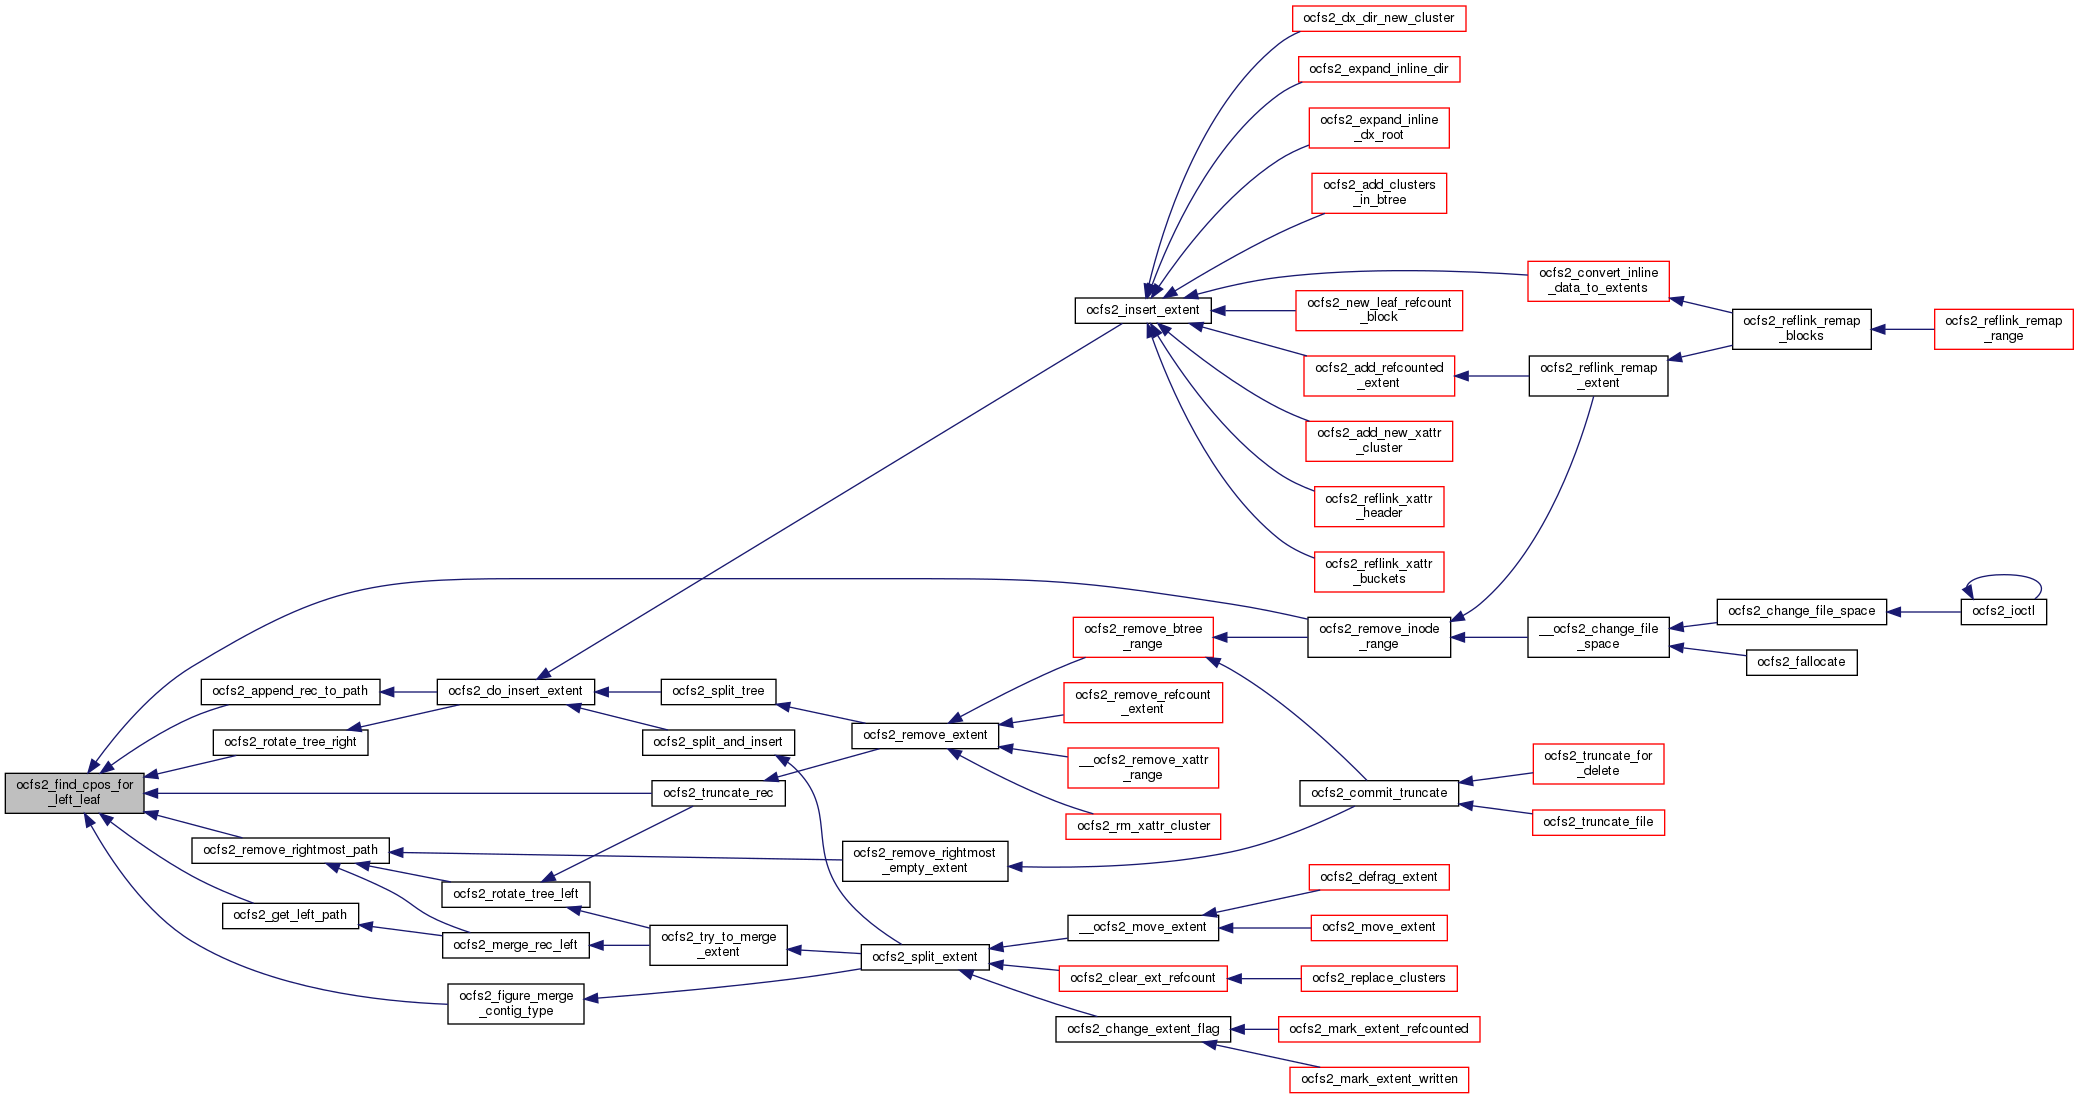 ocfs2_dx_dir_new_cluster
ocfs2_expand_inline_dir
ocfs2_expand_inline
_dx_root
ocfs2_add_clusters
_in_btree
ocfs2_convert_inline
_data_to_extents
ocfs2_insert_extent
ocfs2_new_leaf_refcount
_block
ocfs2_reflink_remap
_blocks
ocfs2_reflink_remap
_range
ocfs2_add_refcounted
_extent
ocfs2_reflink_remap
_extent
ocfs2_add_new_xattr
_cluster
ocfs2_reflink_xattr
_header
ocfs2_reflink_xattr
_buckets
ocfs2_change_file_space
ocfs2_ioctl
ocfs2_remove_btree
_range
ocfs2_remove_inode
_range
__ocfs2_change_file
_space
ocfs2_fallocate
ocfs2_append_rec_to_path
ocfs2_do_insert_extent
ocfs2_split_tree
ocfs2_remove_refcount
_extent
ocfs2_rotate_tree_right
ocfs2_split_and_insert
ocfs2_remove_extent
__ocfs2_remove_xattr
_range
ocfs2_truncate_for
_delete
ocfs2_find_cpos_for
_left_leaf
ocfs2_truncate_rec
ocfs2_commit_truncate
ocfs2_rm_xattr_cluster
ocfs2_truncate_file
ocfs2_remove_rightmost_path
ocfs2_remove_rightmost
_empty_extent
ocfs2_rotate_tree_left
ocfs2_defrag_extent
ocfs2_get_left_path
ocfs2_merge_rec_left
ocfs2_try_to_merge
_extent
__ocfs2_move_extent
ocfs2_move_extent
ocfs2_split_extent
ocfs2_clear_ext_refcount
ocfs2_replace_clusters
ocfs2_figure_merge
_contig_type
ocfs2_change_extent_flag
ocfs2_mark_extent_refcounted
ocfs2_mark_extent_written